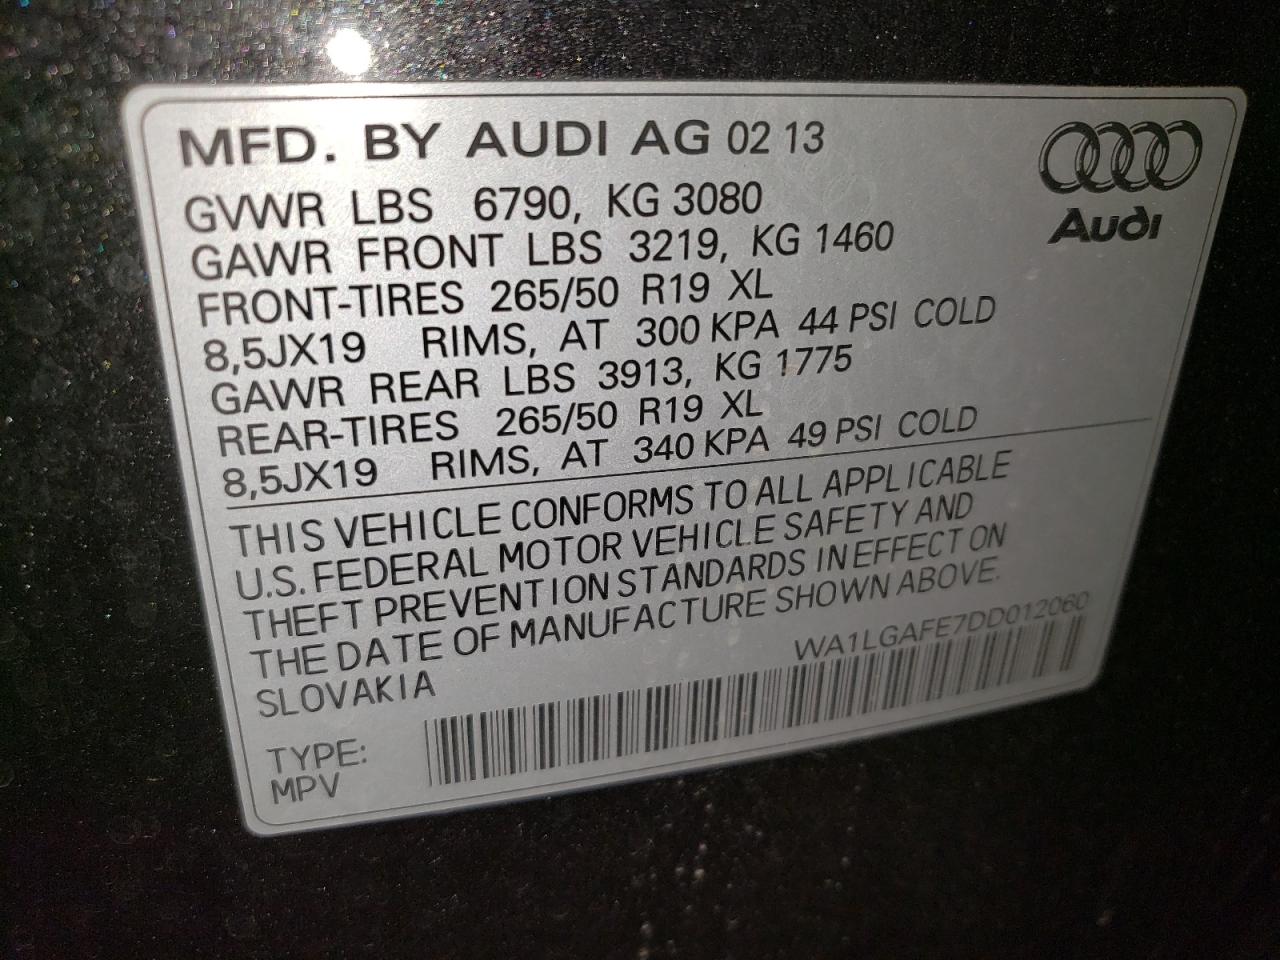 MFD. BY AUDI AG 02 13
Audi
GVWR LBS 6790, KG 3080
GAWR FRONT LBS 3219, KG 1460
FRONT-TIRES 265/50 R19 XL
8,5JX19 RIMS, AT 300 KPA 44 PSI COLD
GAWR REAR LBS 3913, KG 1775
REAR-TIRES 265/50 R19 XL
8,5JX19 RIMS, AT 340 KPA 49 PSI COLD
THIS VEHICLE CONFORMS TO ALL APPLICABLE
U.S. FEDERAL MOTOR VEHICLE SAFETY AND
THEFT PREVENTION STANDARDS IN EFFECT ON
THE DATE OF MANUFACTURE SHOWN ABOVE.
SLOVAKIA
WA1LGAFE7DD012060
TYPE:
MPV